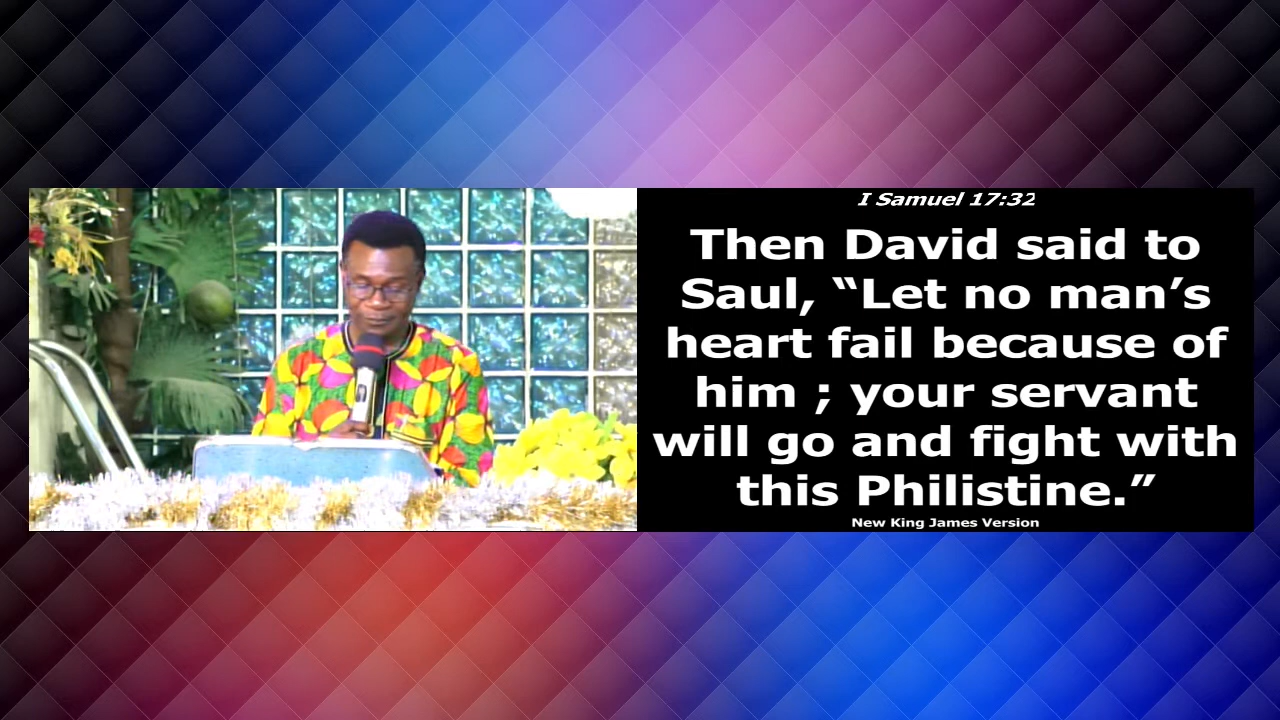 I Samuel 17:32
Then David said to
Saul, “Let no man’s
heart fail because of
him ; your servant
will go and fight with
this Philistine.”
New King James Version